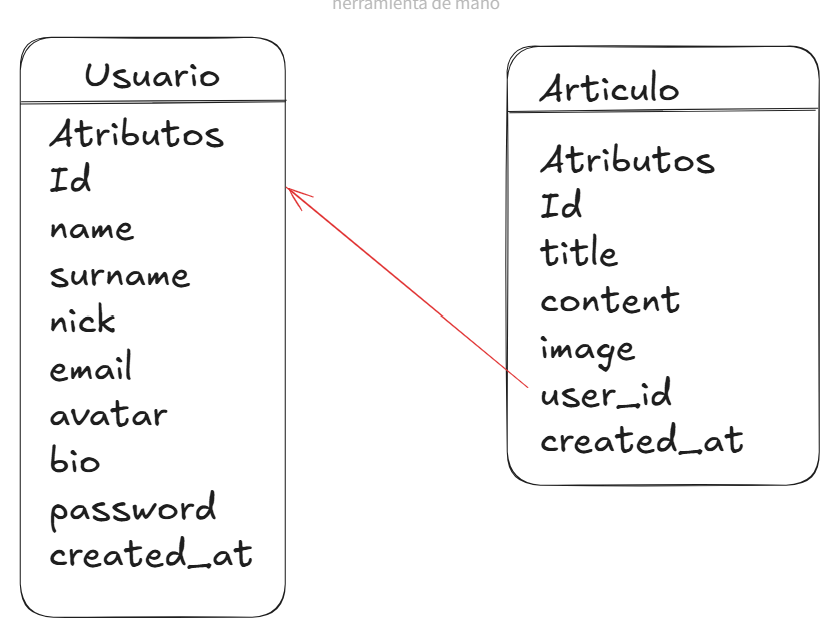 herramienta de mano
Usuario
Atributos
Id
name
surname
nick
email
avatar
bio
password
created_at
Articulo
Atributos
Id
title
content
image
user_id
created_at